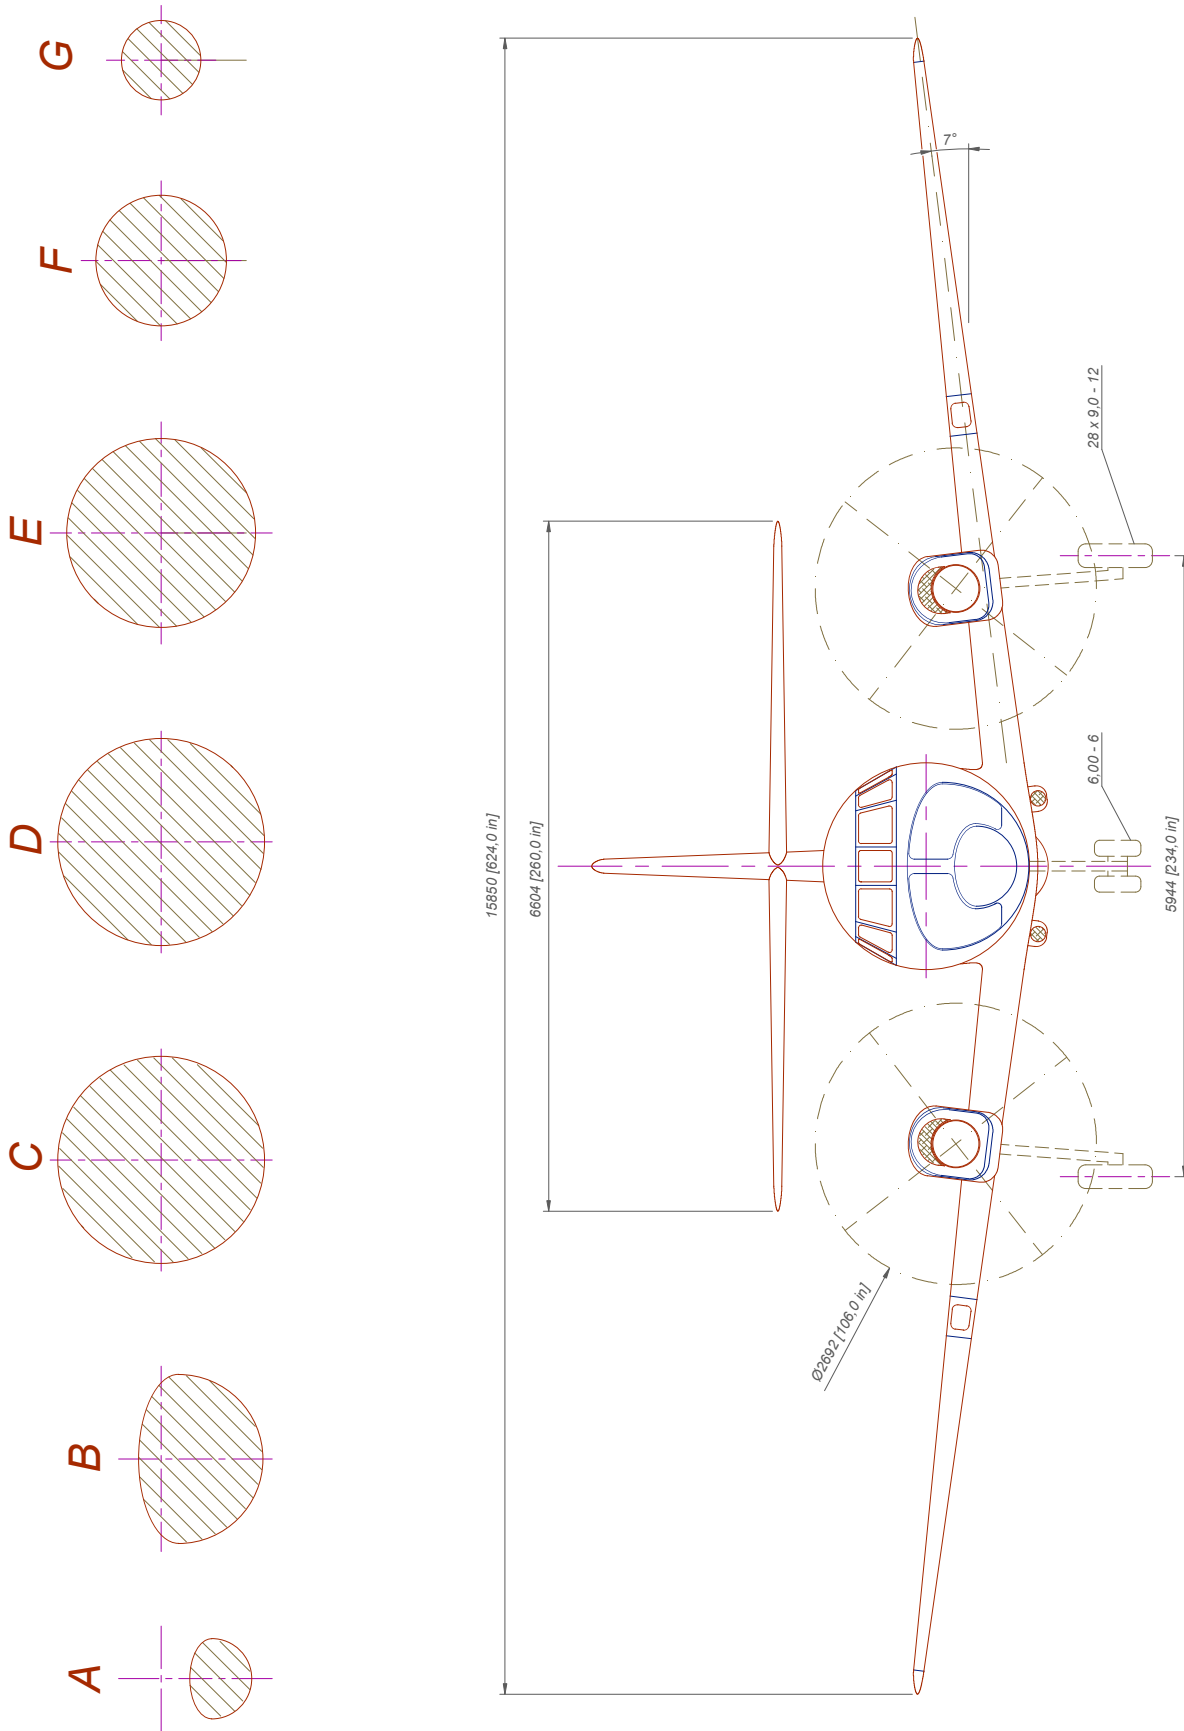 G
F
E
D
C
B
A
15850 [624,0 in]
6604 [260,0 in]
7°
28 x 9,0 - 12
6,00 - 6
5944 [234,0 in]
Ø2692 [106,0 in]